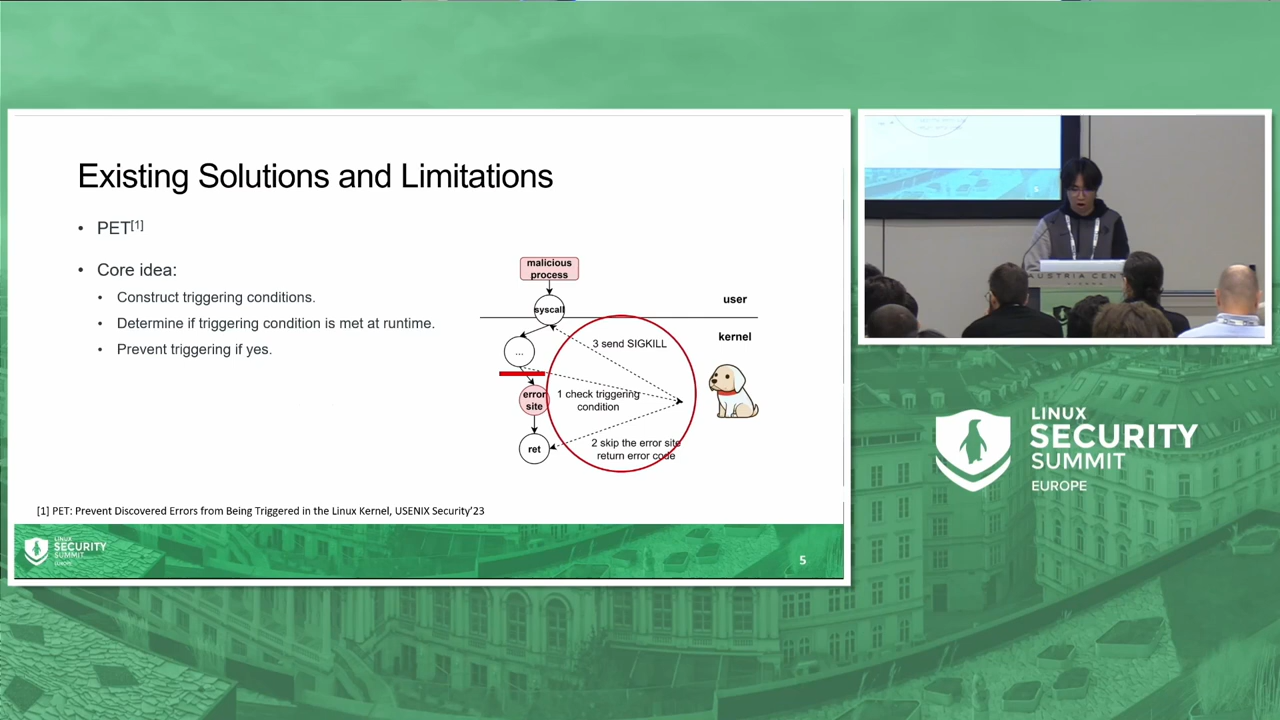 Existing Solutions and Limitations
• PET[1]
• Core idea:
• Construct triggering conditions.
• Determine if triggering condition is met at runtime.
• Prevent triggering if yes.
malicious
process
syscall
user
kernel
3 send SIGKILL
...
error
site
1 check triggering
condition
2 skip the error site
return error code
ret
[1] PET: Prevent Discovered Errors from Being Triggered in the Linux Kernel, USENIX Security'23
LINUX
SECURITY
SUMMIT
EUROPE
5
AUSTRIA CEN
LINUX
SECURITY
SUMMIT
EUROPE